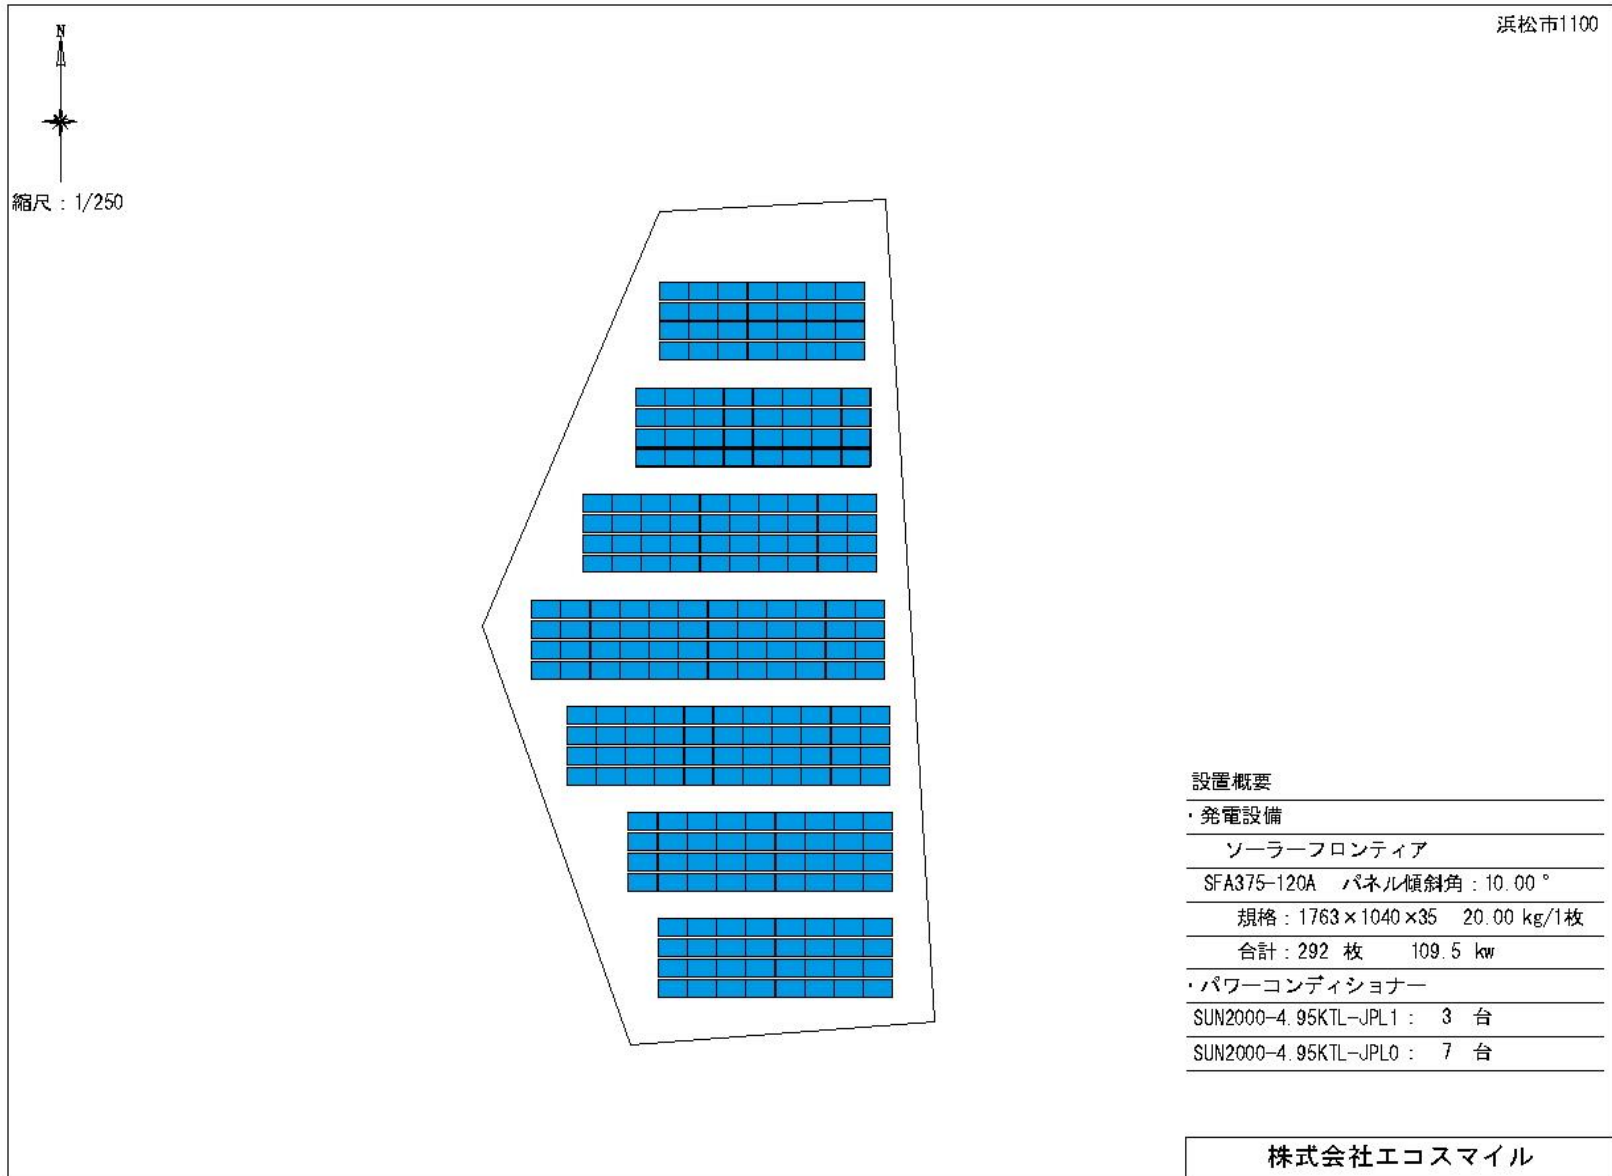 浜松市1100
N
縮尺：1/250
設置概要
・発電設備
ソーラーフロンティア
SFA375-120A パネル傾斜角：10.00°
規格：1763×1040×35 20.00 kg/1枚
合計：292 枚 109.5 kw
・パワーコンディショナー
SUN2000-4.95KTL-JPL1： 3 台
SUN2000-4.95KTL-JPL0： 7 台
株式会社エコスマイル